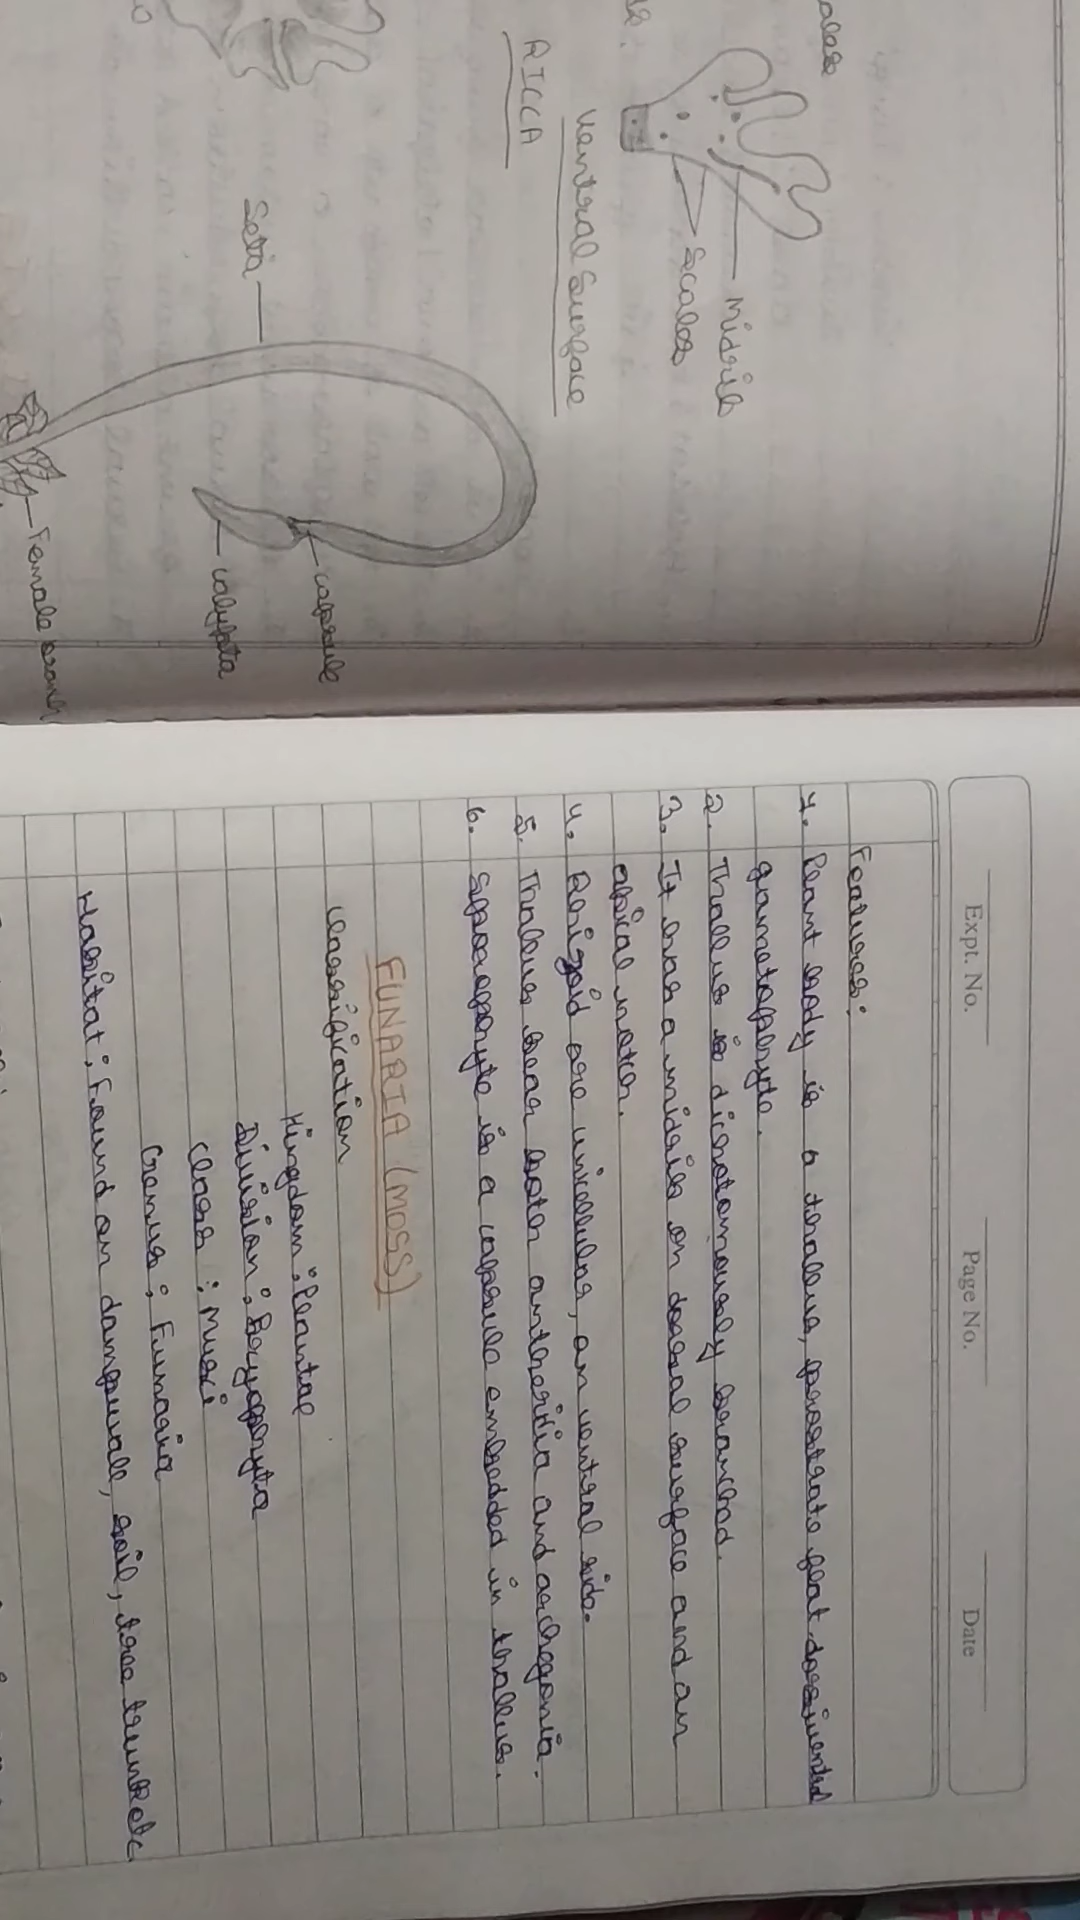 Scales
Midrib
Ventral Surface
RICCA
Seta
capsule
calypta
Female branch
Expt. No.
Page No.
Date
Features:
1. Plant body is a thallus, prostrate flat dorsiventral
gametophyte.
2. Thallus is dichotomously branched.
3. It has a midrib on dorsal surface and an
apical notch.
4. Rhizoid are unicellular, on ventral side.
5. Thallus bear both antheridia and archegonia.
6. Sporophyte is a capsule embedded in thallus.
FUNARIA (MOSS)
Classification
Kingdom : Plantae
Division : Bryophyta
Class : Musci
Genus : Funaria
Habitat : Found on damp wall, soil, tree trunk etc.